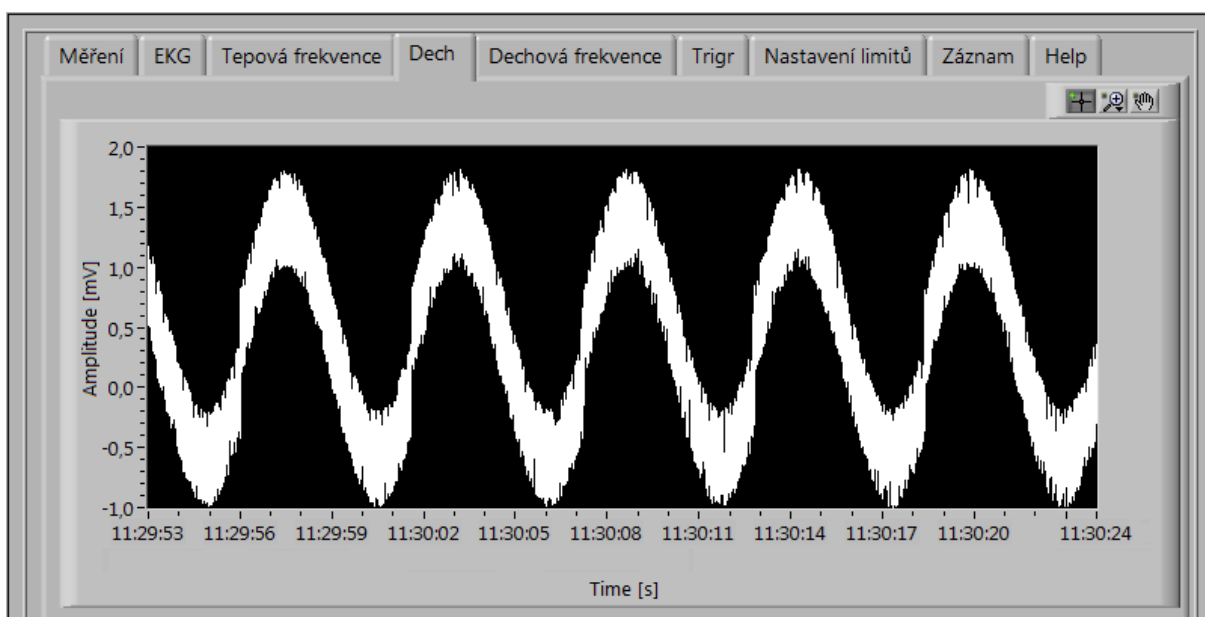 Měření EKG Tepová frekvence Dech Dechová frekvence Trigr Nastavení limitů Záznam Help
Amplitude [mV]
2,0
1,5
1,0
0,5
0,0
-0,5
-1,0
11:29:53 11:29:56 11:29:59 11:30:02 11:30:05 11:30:08 11:30:11 11:30:14 11:30:17 11:30:20 11:30:24
Time [s]